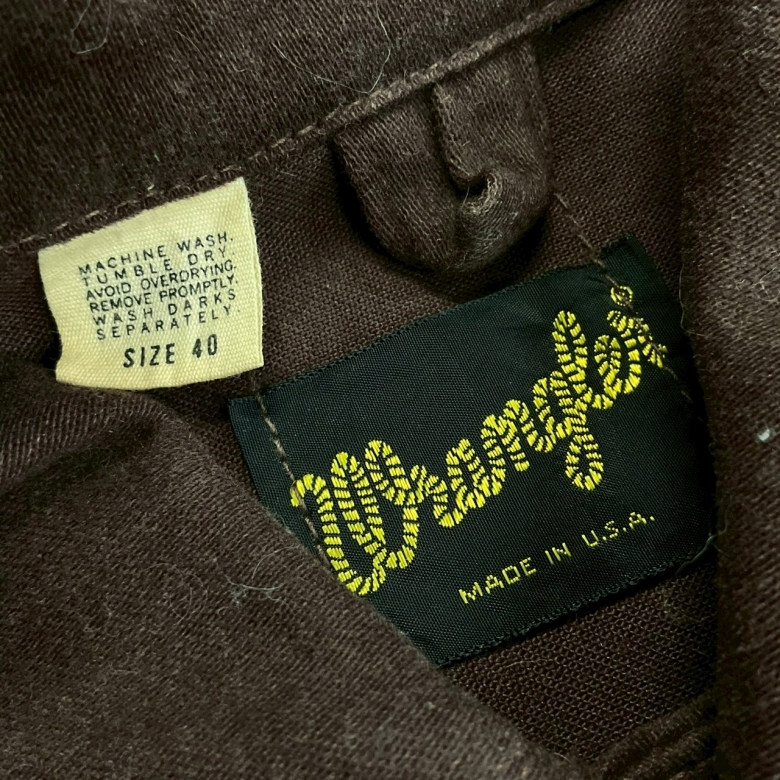 MACHINE WASH.
TUMBLE DRY.
AVOID OVERDRYING.
REMOVE PROMPTLY.
WASH DARKS
SEPARATELY.
SIZE 40
Wrangler
MADE IN U.S.A.